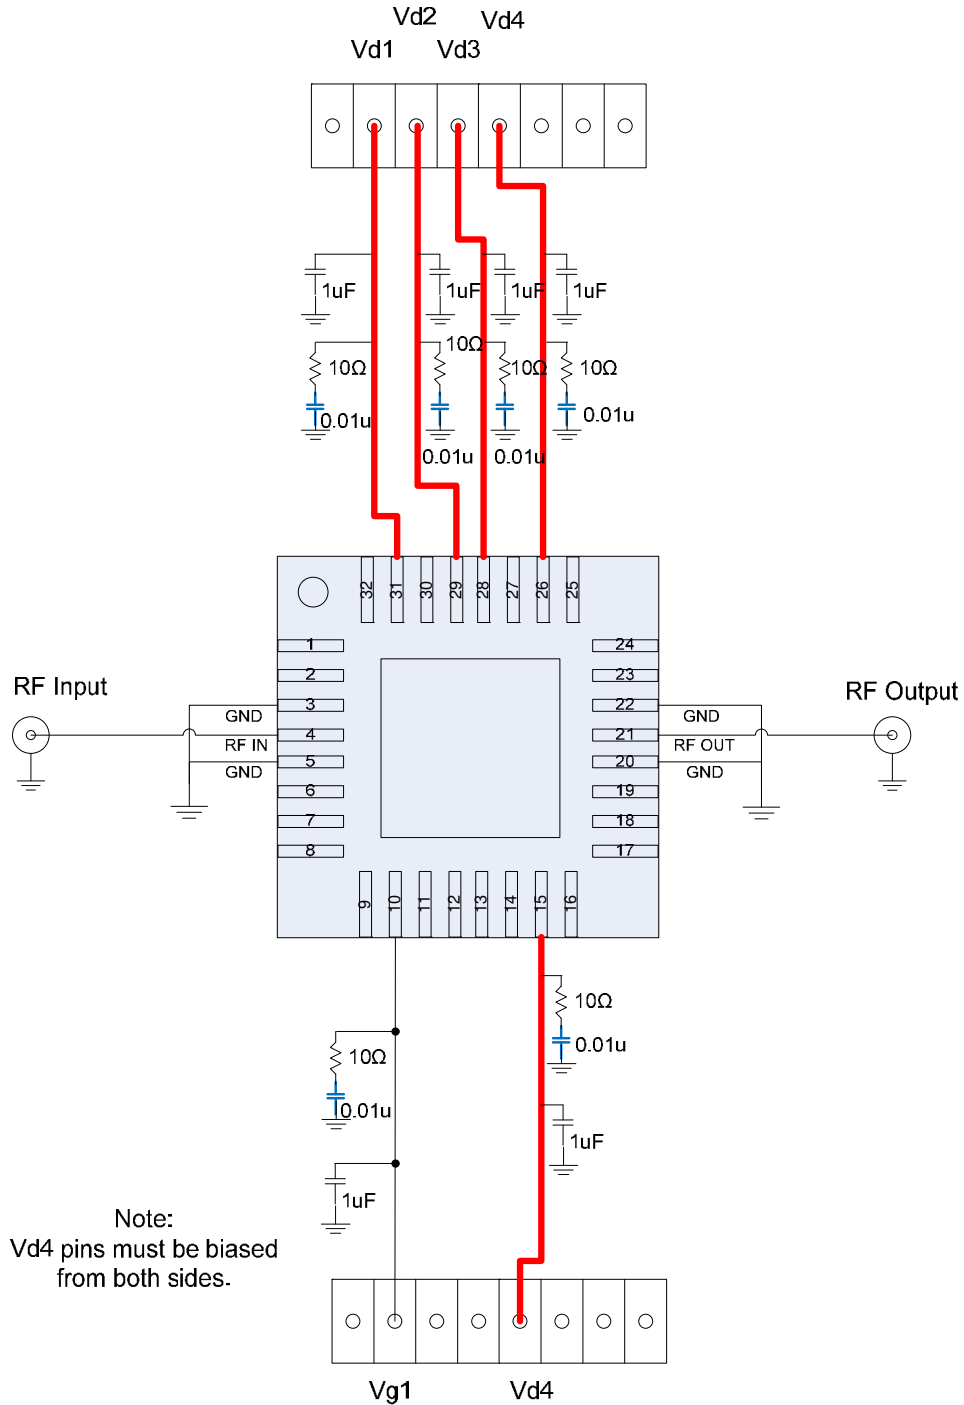 Vd2
Vd4
Vd1
Vd3
1uF
1uF
1uF
1uF
10Ω
10Ω
10Ω
10Ω
0.01u
0.01u
0.01u
0.01u
32
31
30
29
28
27
26
25
1
24
2
23
RF Input
RF Output
3
22
GND
GND
4
21
RF IN
RF OUT
5
20
GND
GND
6
19
7
18
8
17
9
10
11
12
13
14
15
16
10Ω
0.01u
10Ω
0.01u
1uF
1uF
Note:
Vd4 pins must be biased
from both sides.
Vg1
Vd4